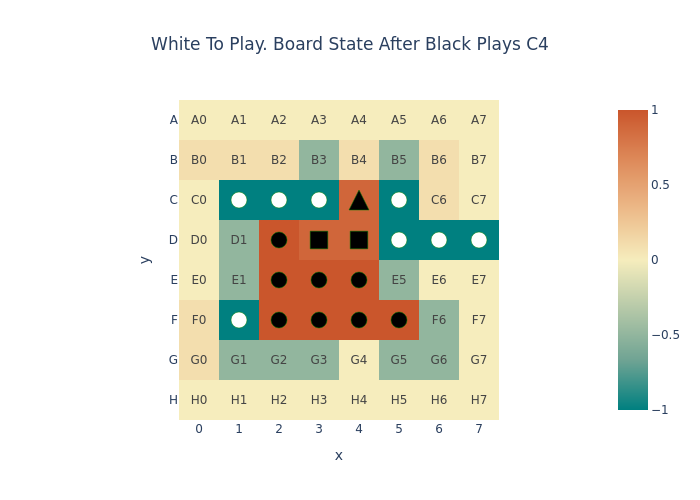 White To Play. Board State After Black Plays C4
A A0 A1 A2 A3 A4 A5 A6 A7
B B0 B1 B2 B3 B4 B5 B6 B7
C C0 C6 C7
D D0 D1
E E0 E1 E5 E6 E7
F F0 F6 F7
G G0 G1 G2 G3 G4 G5 G6 G7
H H0 H1 H2 H3 H4 H5 H6 H7
0 1 2 3 4 5 6 7
x
y
1
0.5
0
−0.5
−1